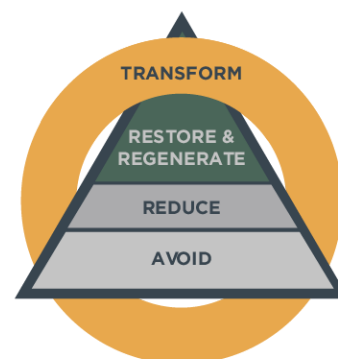 TRANSFORM
RESTORE &
REGENERATE
REDUCE
AVOID